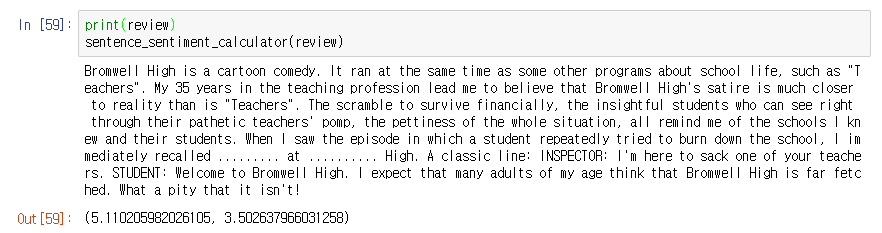 In [59]: print(review)
sentence_sentiment_calculator(review)
Bromwell High is a cartoon comedy. It ran at the same time as some other programs about school life, such as "T
eachers". My 35 years in the teaching profession lead me to believe that Bromwell High's satire is much closer
to reality than is "Teachers". The scramble to survive financially, the insightful students who can see right
through their pathetic teachers' pomp, the pettiness of the whole situation, all remind me of the schools I kn
ew and their students. When I saw the episode in which a student repeatedly tried to burn down the school, I im
mediately recalled ......... at .......... High. A classic line: INSPECTOR: I'm here to sack one of your teache
rs. STUDENT: Welcome to Bromwell High. I expect that many adults of my age think that Bromwell High is far fetc
hed. What a pity that it isn't!
Out[59]: (5.110205982026105, 3.502637966031258)